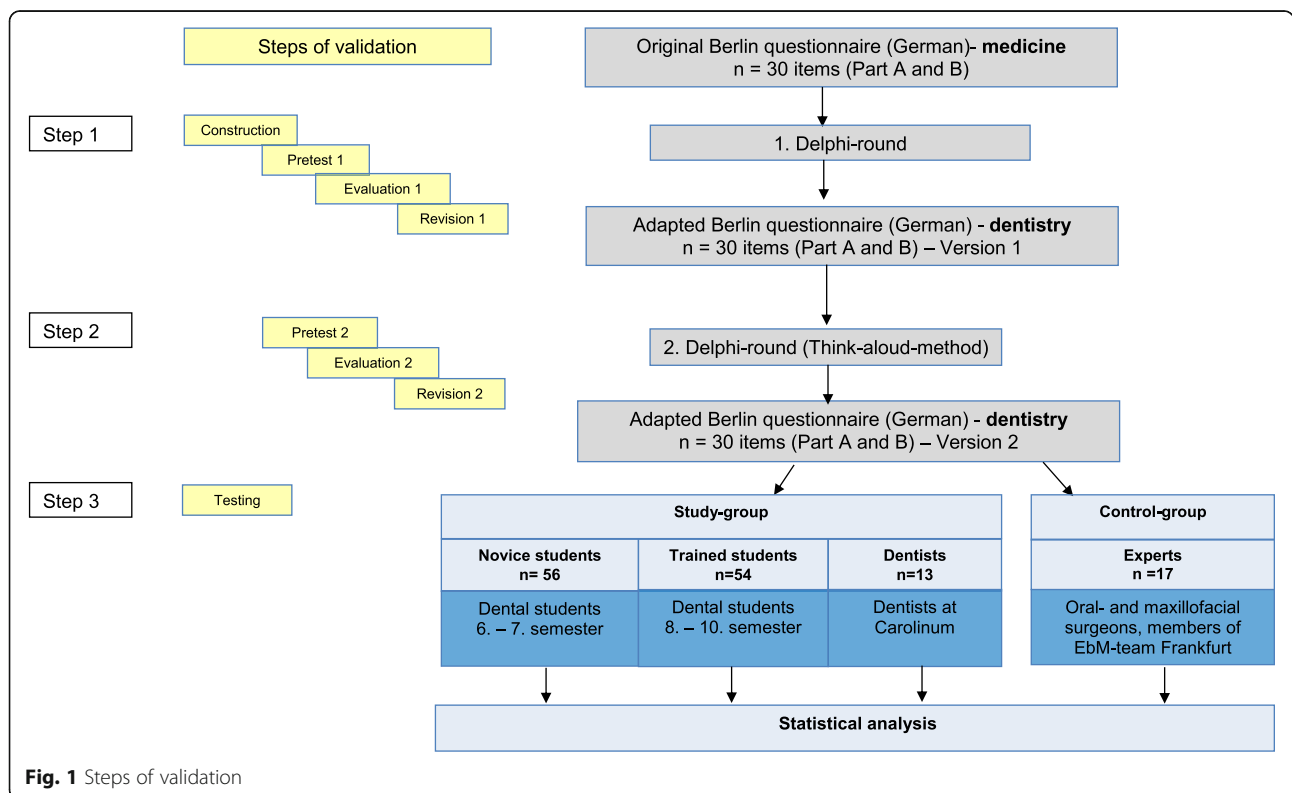 Steps of validation
Original Berlin questionnaire (German)- medicine
n = 30 items (Part A and B)
Step 1
Construction
Pretest 1
Evaluation 1
Revision 1
1. Delphi-round
Adapted Berlin questionnaire (German) - dentistry
n = 30 items (Part A and B) – Version 1
Step 2
Pretest 2
Evaluation 2
Revision 2
2. Delphi-round (Think-aloud-method)
Adapted Berlin questionnaire (German) - dentistry
n = 30 items (Part A and B) – Version 2
Step 3
Testing
Study-group
Novice students
n= 56
Trained students
n=54
Dentists
n=13
Dental students
6. – 7. semester
Dental students
8. – 10. semester
Dentists at
Carolinum
Control-group
Experts
n =17
Oral- and maxillofacial
surgeons, members of
EbM-team Frankfurt
Statistical analysis
Fig. 1 Steps of validation